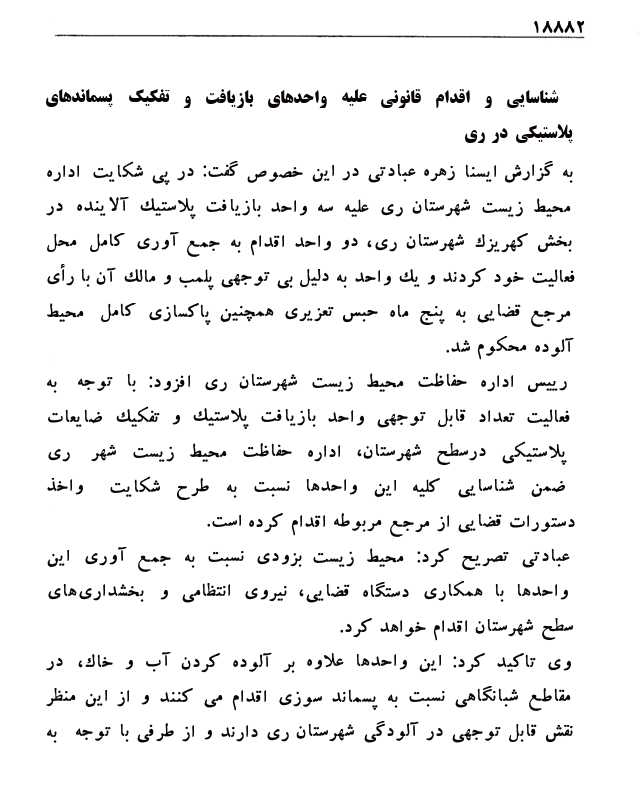 ۱۸۸۸۲
شناسایی و اقدام قانونی علیه واحدهای بازیافت و تفکیک پسماندهای
پلاستیکی در ری
به گزارش ایسنا زهره عبادتی در این خصوص گفت: در پی شکایت اداره
محیط زیست شهرستان ری علیه سه واحد بازیافت پلاستیک آلاینده در
بخش کهریزک شهرستان ری، دو واحد اقدام به جمع آوری کامل محل
فعالیت خود کردند و یک واحد به دلیل بی توجهی پلمب و مالک آن با رأی
مرجع قضایی به پنج ماه حبس تعزیری همچنین پاکسازی کامل محیط
آلوده محکوم شد.
رییس اداره حفاظت محیط زیست شهرستان ری افزود: با توجه به
فعالیت تعداد قابل توجهی واحد بازیافت پلاستیک و تفکیک ضایعات
پلاستیکی درسطح شهرستان، اداره حفاظت محیط زیست شهر ری
ضمن شناسایی کلیه این واحدها نسبت به طرح شکایت واخذ
دستورات قضایی از مرجع مربوطه اقدام کرده است.
عبادتی تصریح کرد: محیط زیست بزودی نسبت به جمع آوری این
واحدها با همکاری دستگاه قضایی، نیروی انتظامی و بخشداری‌های
سطح شهرستان اقدام خواهد کرد.
وی تاکید کرد: این واحدها علاوه بر آلوده کردن آب و خاک، در
مقاطع شبانگاهی نسبت به پسماند سوزی اقدام می کنند و از این منظر
نقش قابل توجهی در آلودگی شهرستان ری دارند و از طرفی با توجه به